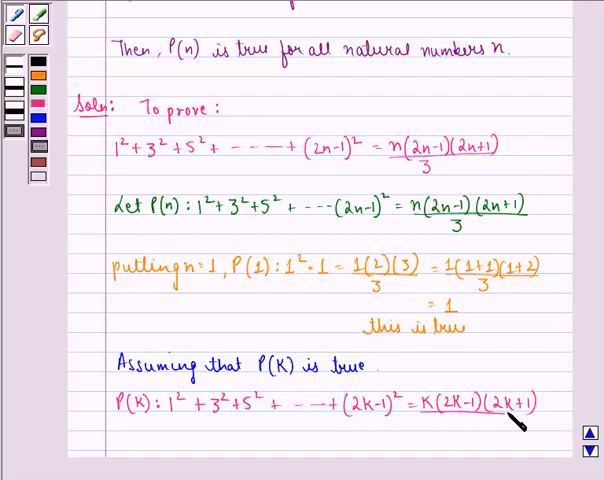 Then, P(n) is true for all natural numbers n.
Soln: To prove:
1² + 3² + 5² + - - - - + (2n-1)² = n(2n-1)(2n+1)/3
Let P(n) : 1² + 3² + 5² + - - - - (2n-1)² = n(2n-1)(2n+1)/3
putting n = 1, P(1) : 1² = 1 = 1(2)(3)/3 = 1(1+1)(1+2)/3
= 1
this is true
Assuming that P(K) is true.
P(K) : 1² + 3² + 5² + - - - - + (2K-1)² = K(2K-1)(2K+1)